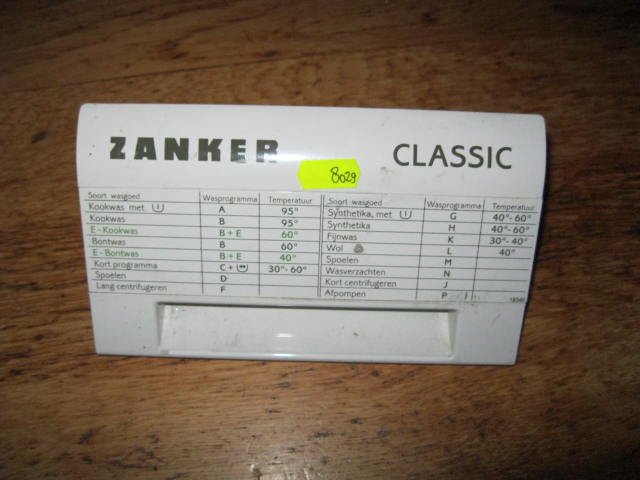 ZANKER CLASSIC
8029
Soort wasgoed Wasprogramma Temperatuur
Kookwas met A 95°
Kookwas B 95°
E-Kookwas B+E 60°
Bontwas B 60°
E-Bontwas B+E 40°
Kort programma C+ 30°-60°
Spoelen D
Lang centrifugeren F
Soort wasgoed Wasprogramma Temperatuur
Synthetika, met G 40°-60°
Synthetika H 40°-60°
Fijnwas K 30°-40°
Wol L 40°
Spoelen M
Wasverzachten N
Kort centrifugeren J
Afpompen P